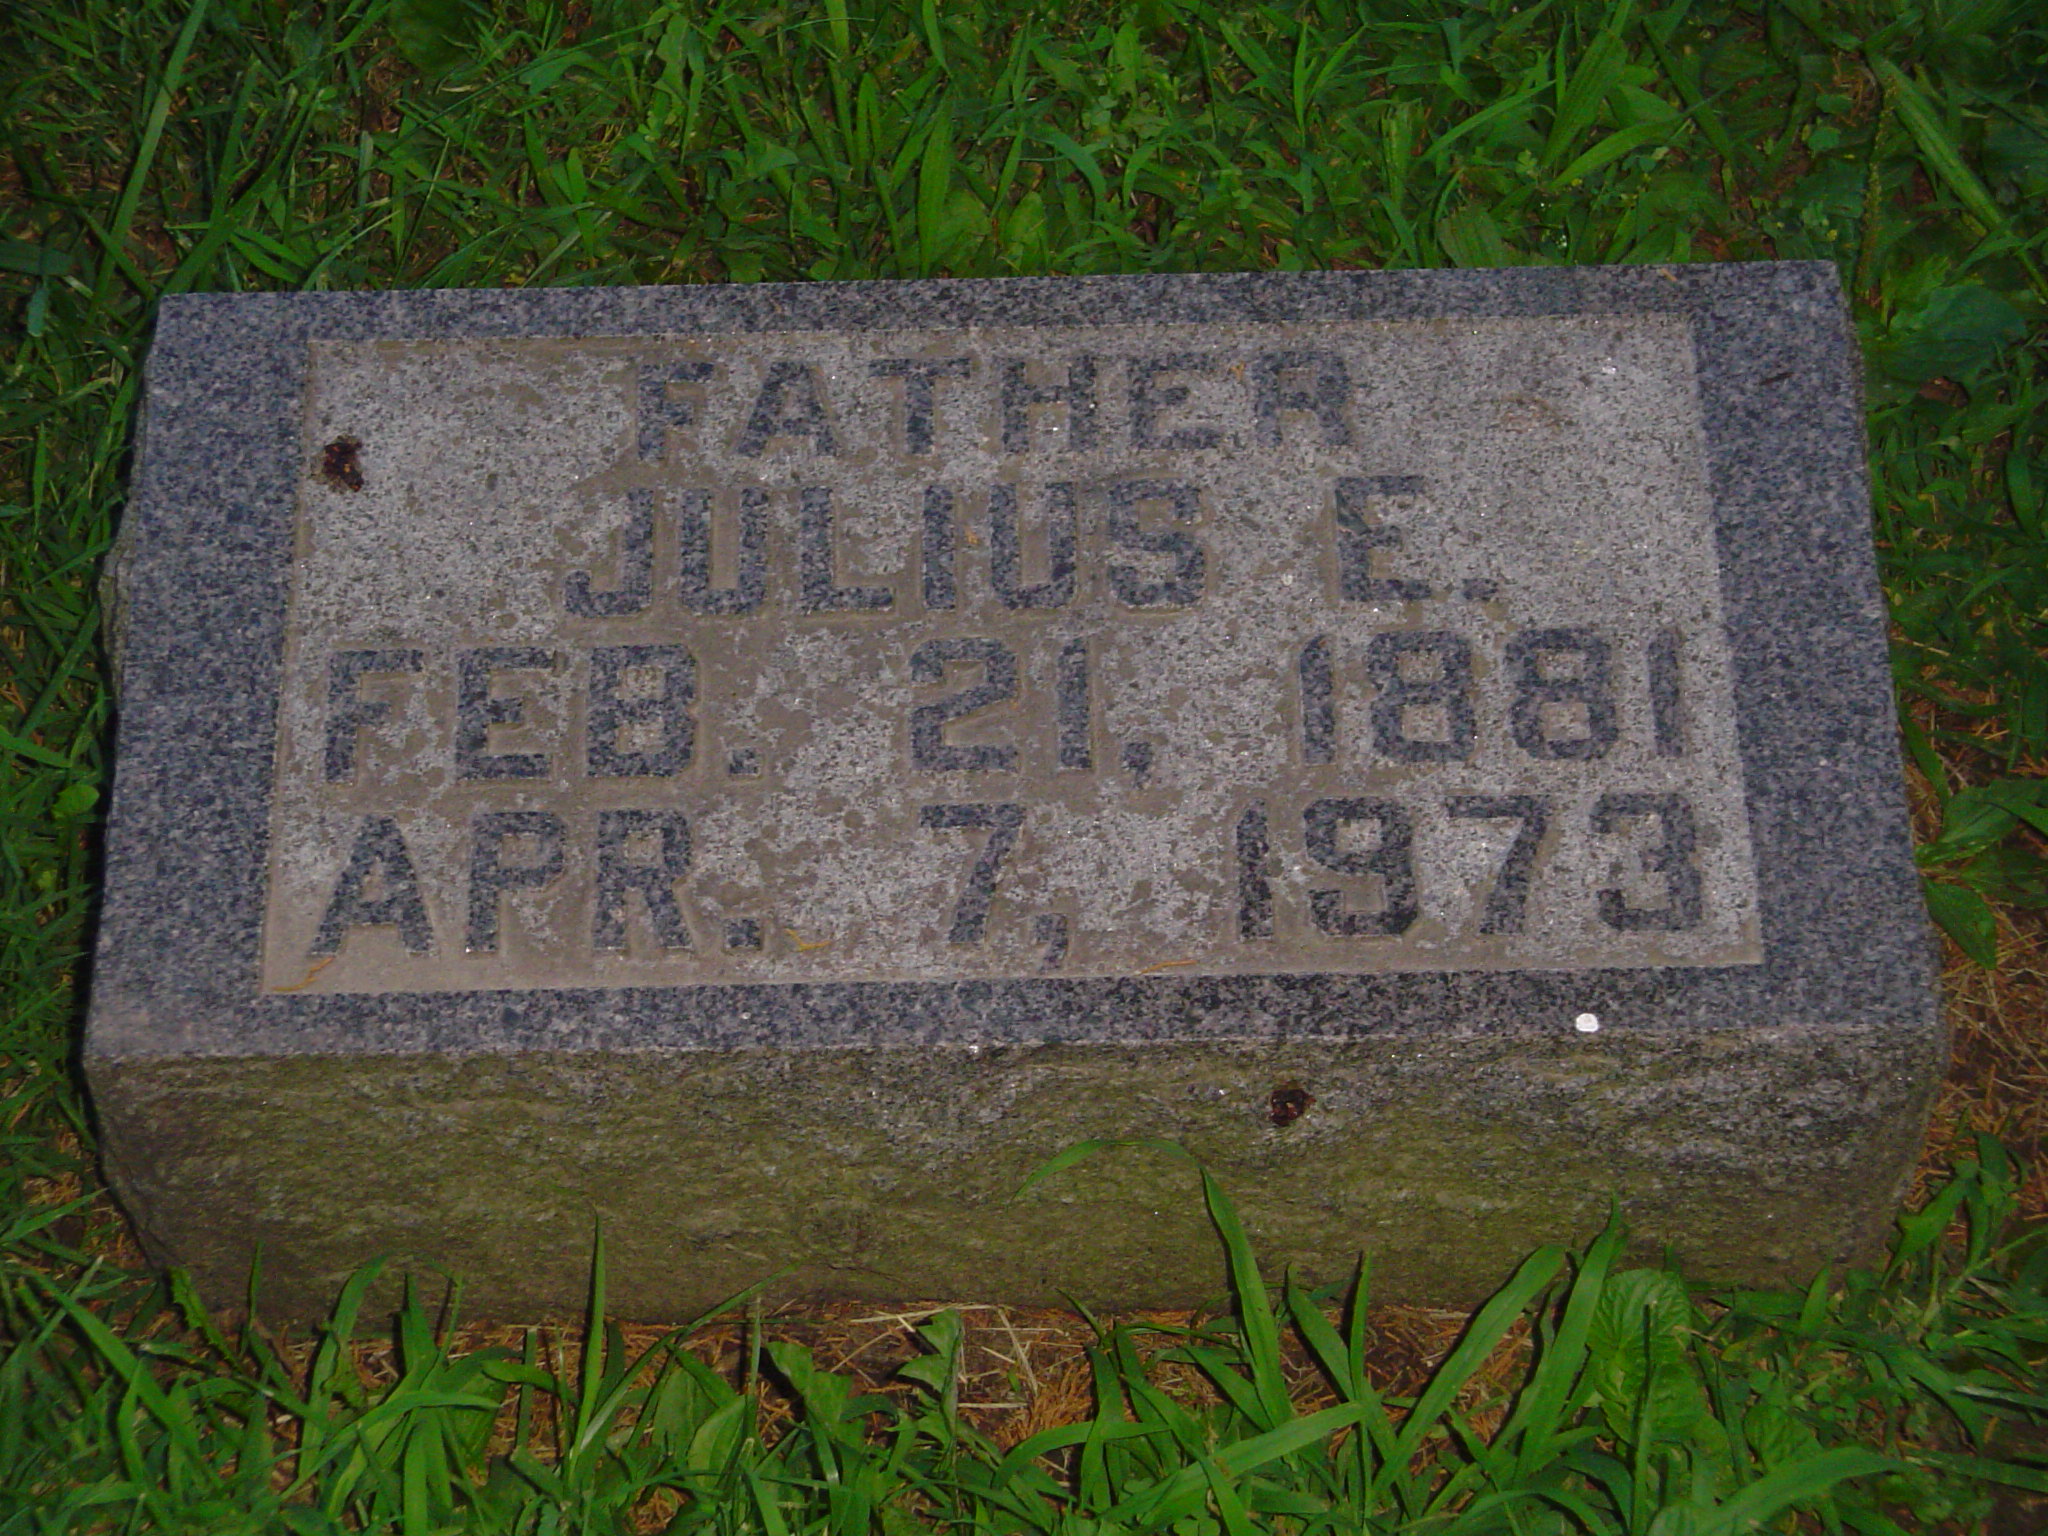 FATHER
JULIUS E.
FEB. 21, 1881
APR. 7, 1973